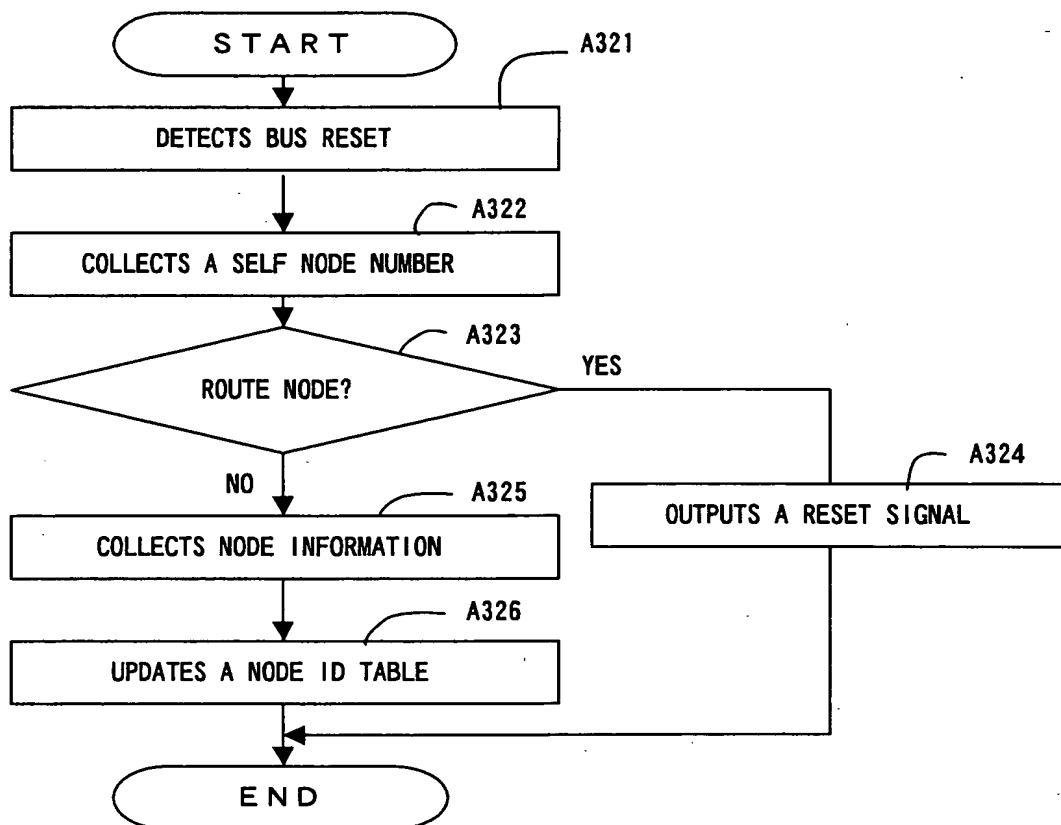 START
A321
DETECTS BUS RESET
A322
COLLECTS A SELF NODE NUMBER
A323
ROUTE NODE?
YES
A324
OUTPUTS A RESET SIGNAL
NO
A325
COLLECTS NODE INFORMATION
A326
UPDATES A NODE ID TABLE
END